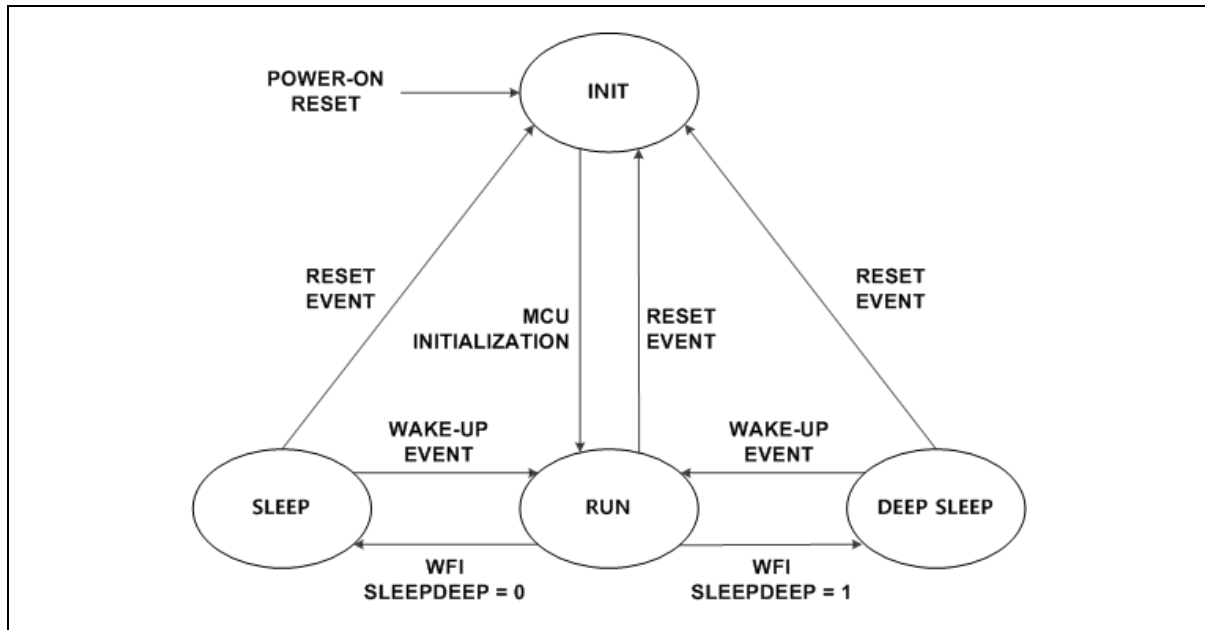 POWER-ON
RESET
INIT
RESET
EVENT
MCU
INITIALIZATION
RESET
EVENT
RESET
EVENT
WAKE-UP
EVENT
WAKE-UP
EVENT
SLEEP
RUN
DEEP SLEEP
WFI
SLEEPDEEP = 0
WFI
SLEEPDEEP = 1